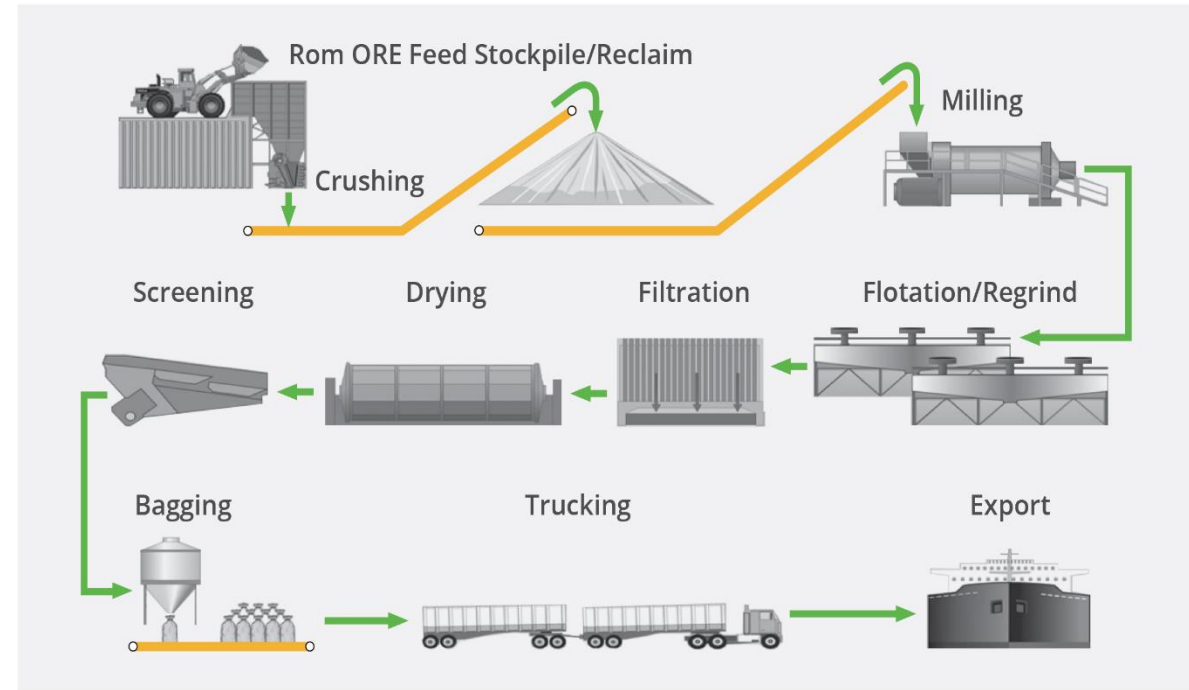 Rom ORE Feed Stockpile/Reclaim
Milling
Crushing
Screening
Drying
Filtration
Flotation/Regrind
Bagging
Trucking
Export